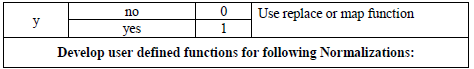 y no 0 Use replace or map function
yes 1
Develop user defined functions for following Normalizations: